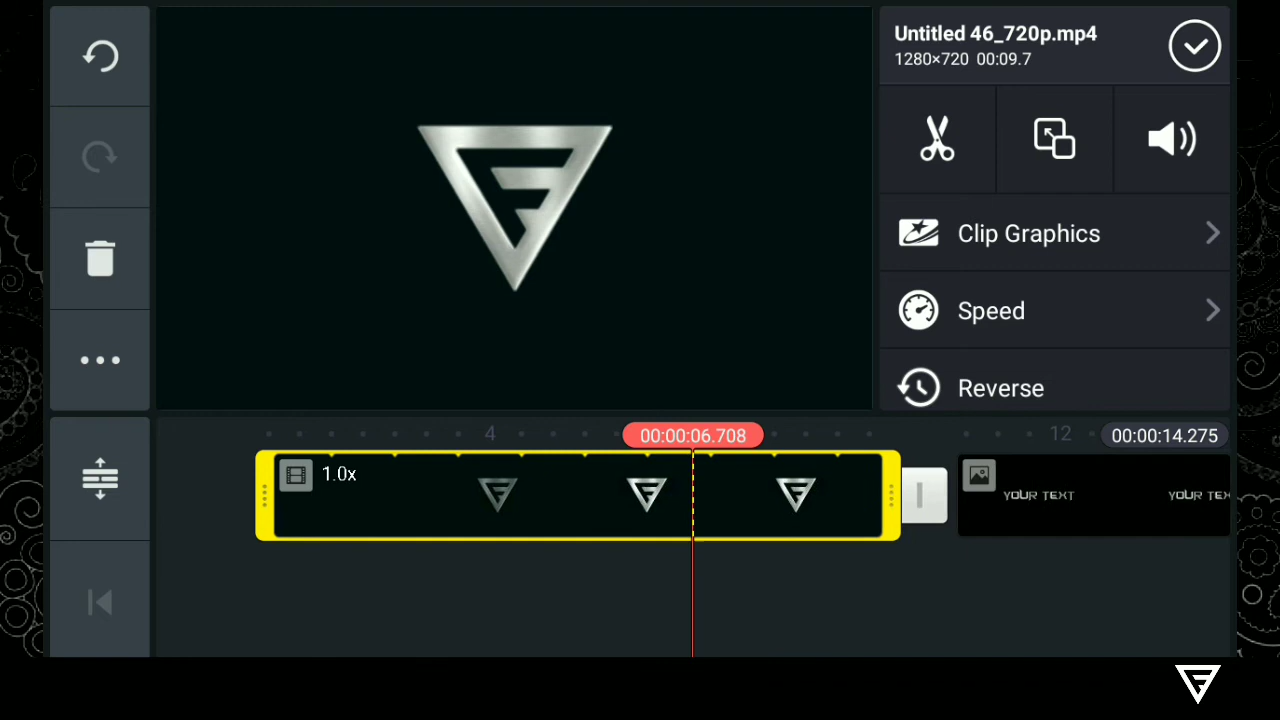 Untitled 46_720p.mp4
1280×720 00:09.7
Clip Graphics
Speed
Reverse
4
00:00:06.708
12
00:00:14.275
1.0x
YOUR TEXT
YOUR TEX